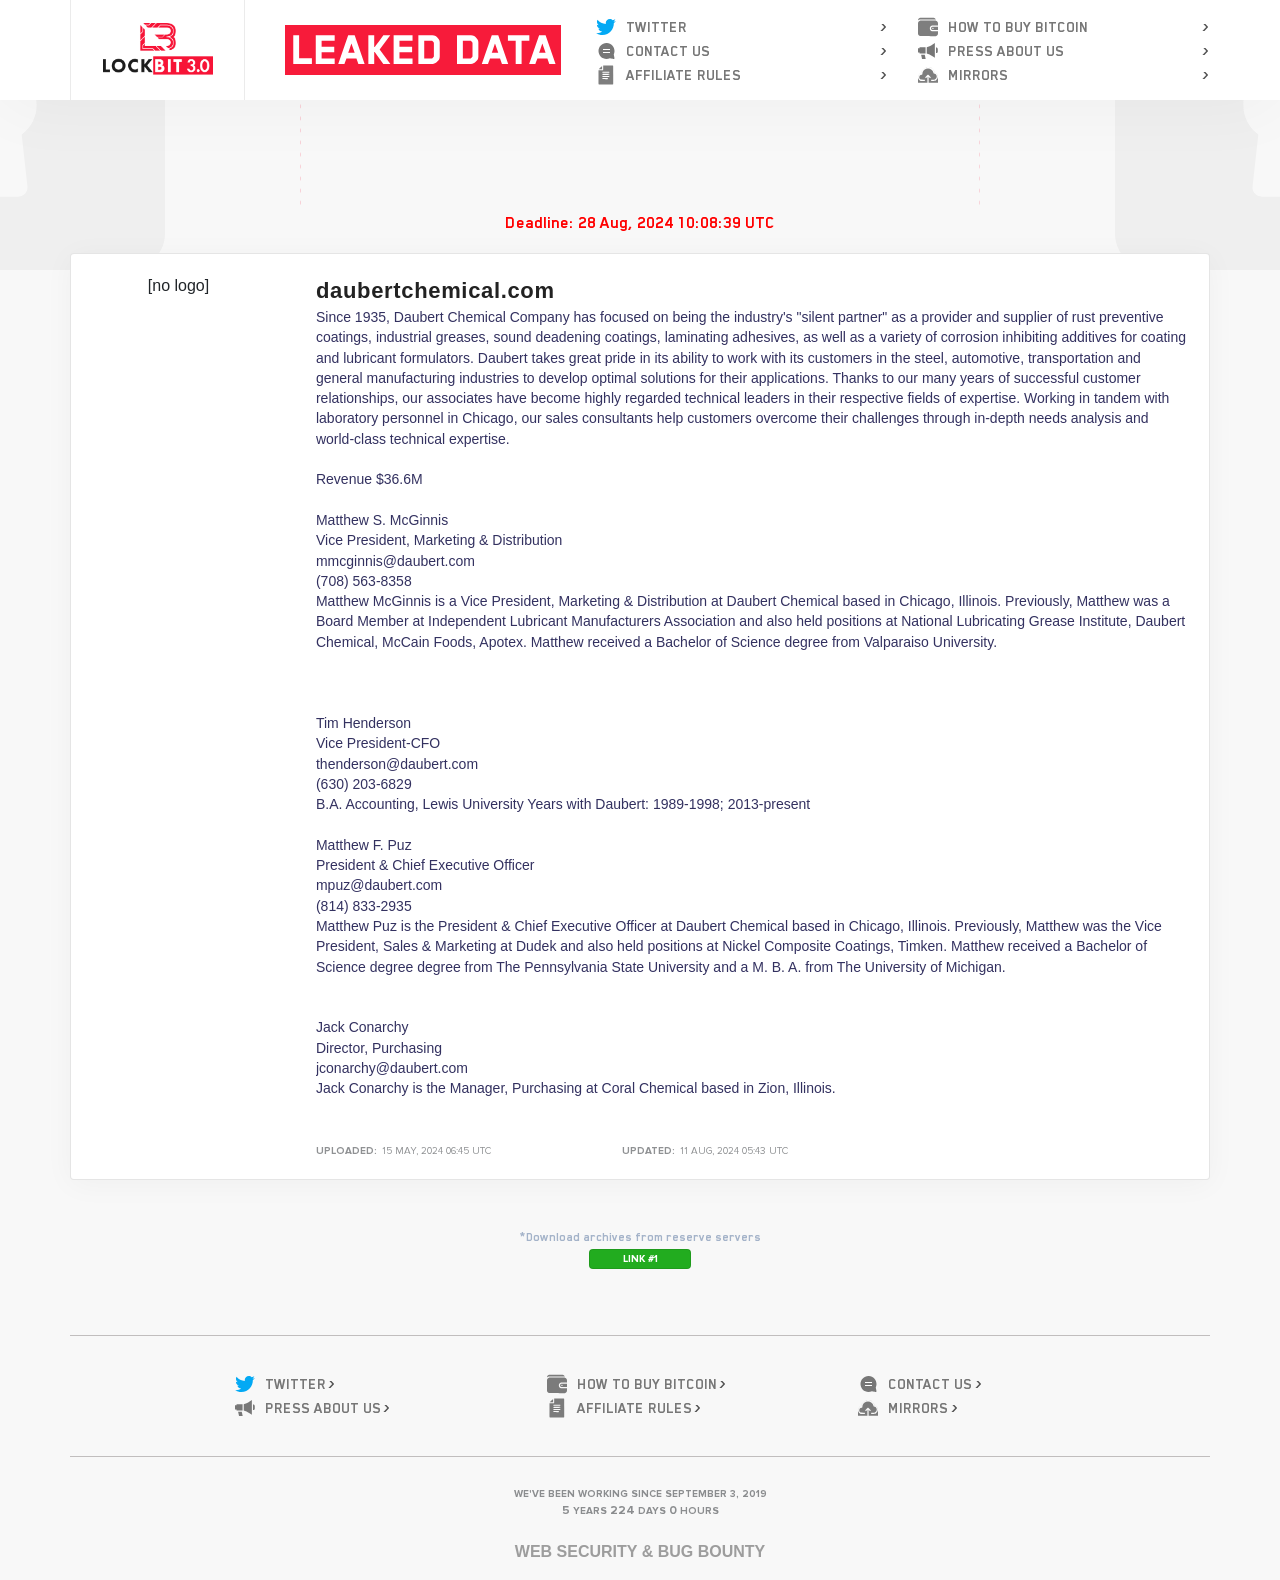 LOCKBIT 3.0
LEAKED DATA
TWITTER
CONTACT US
AFFILIATE RULES
HOW TO BUY BITCOIN
PRESS ABOUT US
MIRRORS
Deadline: 28 Aug, 2024 10:08:39 UTC
[no logo]
daubertchemical.com
Since 1935, Daubert Chemical Company has focused on being the industry's "silent partner" as a provider and supplier of rust preventive
coatings, industrial greases, sound deadening coatings, laminating adhesives, as well as a variety of corrosion inhibiting additives for coating
and lubricant formulators. Daubert takes great pride in its ability to work with its customers in the steel, automotive, transportation and
general manufacturing industries to develop optimal solutions for their applications. Thanks to our many years of successful customer
relationships, our associates have become highly regarded technical leaders in their respective fields of expertise. Working in tandem with
laboratory personnel in Chicago, our sales consultants help customers overcome their challenges through in-depth needs analysis and
world-class technical expertise.
Revenue $36.6M
Matthew S. McGinnis
Vice President, Marketing & Distribution
mmcginnis@daubert.com
(708) 563-8358
Matthew McGinnis is a Vice President, Marketing & Distribution at Daubert Chemical based in Chicago, Illinois. Previously, Matthew was a
Board Member at Independent Lubricant Manufacturers Association and also held positions at National Lubricating Grease Institute, Daubert
Chemical, McCain Foods, Apotex. Matthew received a Bachelor of Science degree from Valparaiso University.
Tim Henderson
Vice President-CFO
thenderson@daubert.com
(630) 203-6829
B.A. Accounting, Lewis University Years with Daubert: 1989-1998; 2013-present
Matthew F. Puz
President & Chief Executive Officer
mpuz@daubert.com
(814) 833-2935
Matthew Puz is the President & Chief Executive Officer at Daubert Chemical based in Chicago, Illinois. Previously, Matthew was the Vice
President, Sales & Marketing at Dudek and also held positions at Nickel Composite Coatings, Timken. Matthew received a Bachelor of
Science degree degree from The Pennsylvania State University and a M. B. A. from The University of Michigan.
Jack Conarchy
Director, Purchasing
jconarchy@daubert.com
Jack Conarchy is the Manager, Purchasing at Coral Chemical based in Zion, Illinois.
UPLOADED: 15 MAY, 2024 06:45 UTC
UPDATED: 11 AUG, 2024 05:43 UTC
*Download archives from reserve servers
LINK #1
TWITTER
HOW TO BUY BITCOIN
CONTACT US
PRESS ABOUT US
AFFILIATE RULES
MIRRORS
WE'VE BEEN WORKING SINCE SEPTEMBER 3, 2019
5 YEARS 224 DAYS 0 HOURS
WEB SECURITY & BUG BOUNTY